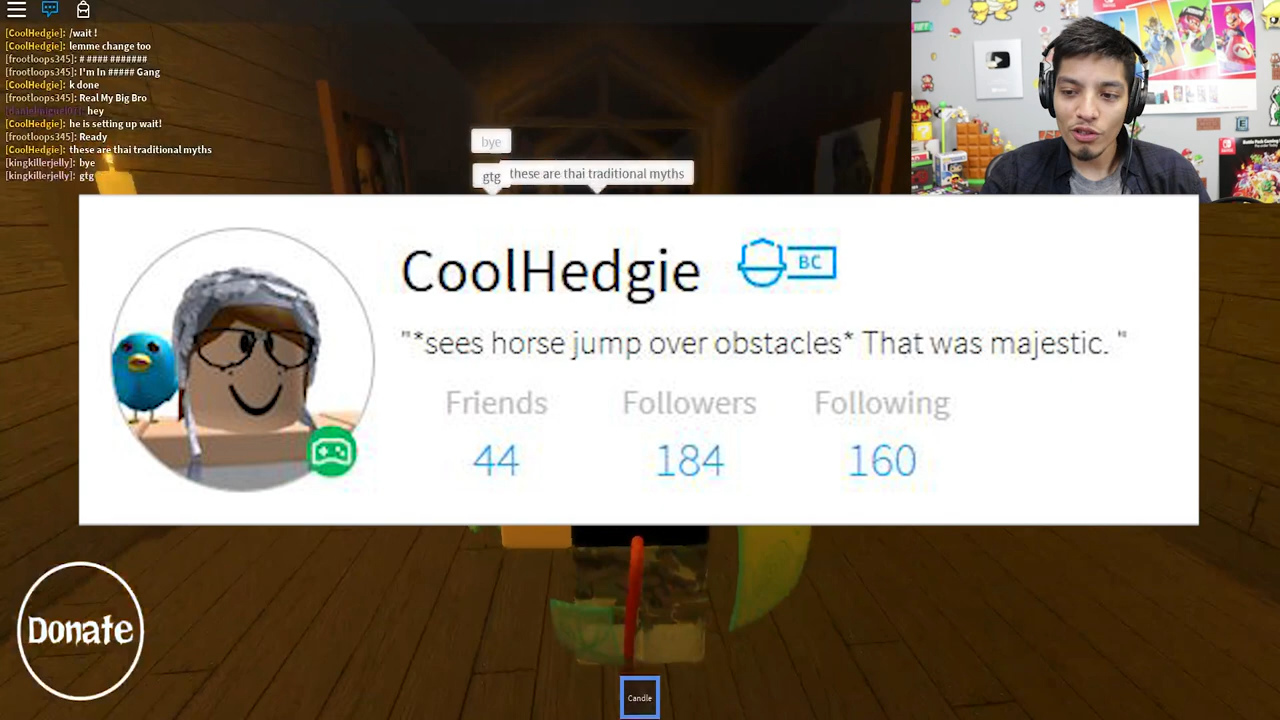 [CoolHedgie]: /wait !
[CoolHedgie]: lemme change too
[frootloops345]: # #### #######
[frootloops345]: I'm In ##### Gang
[CoolHedgie]: k done
[frootloops345]: Real My Big Bro
hey
[CoolHedgie]: he is setting up wait!
[frootloops345]: Ready
[CoolHedgie]: these are thai traditional myths
[kingkillerjelly]: bye
[kingkillerjelly]: gtg
bye
gtg
these are thai traditional myths
CoolHedgie
BC
"*sees horse jump over obstacles* That was majestic. "
Friends Followers Following
44 184 160
Donate
Candle